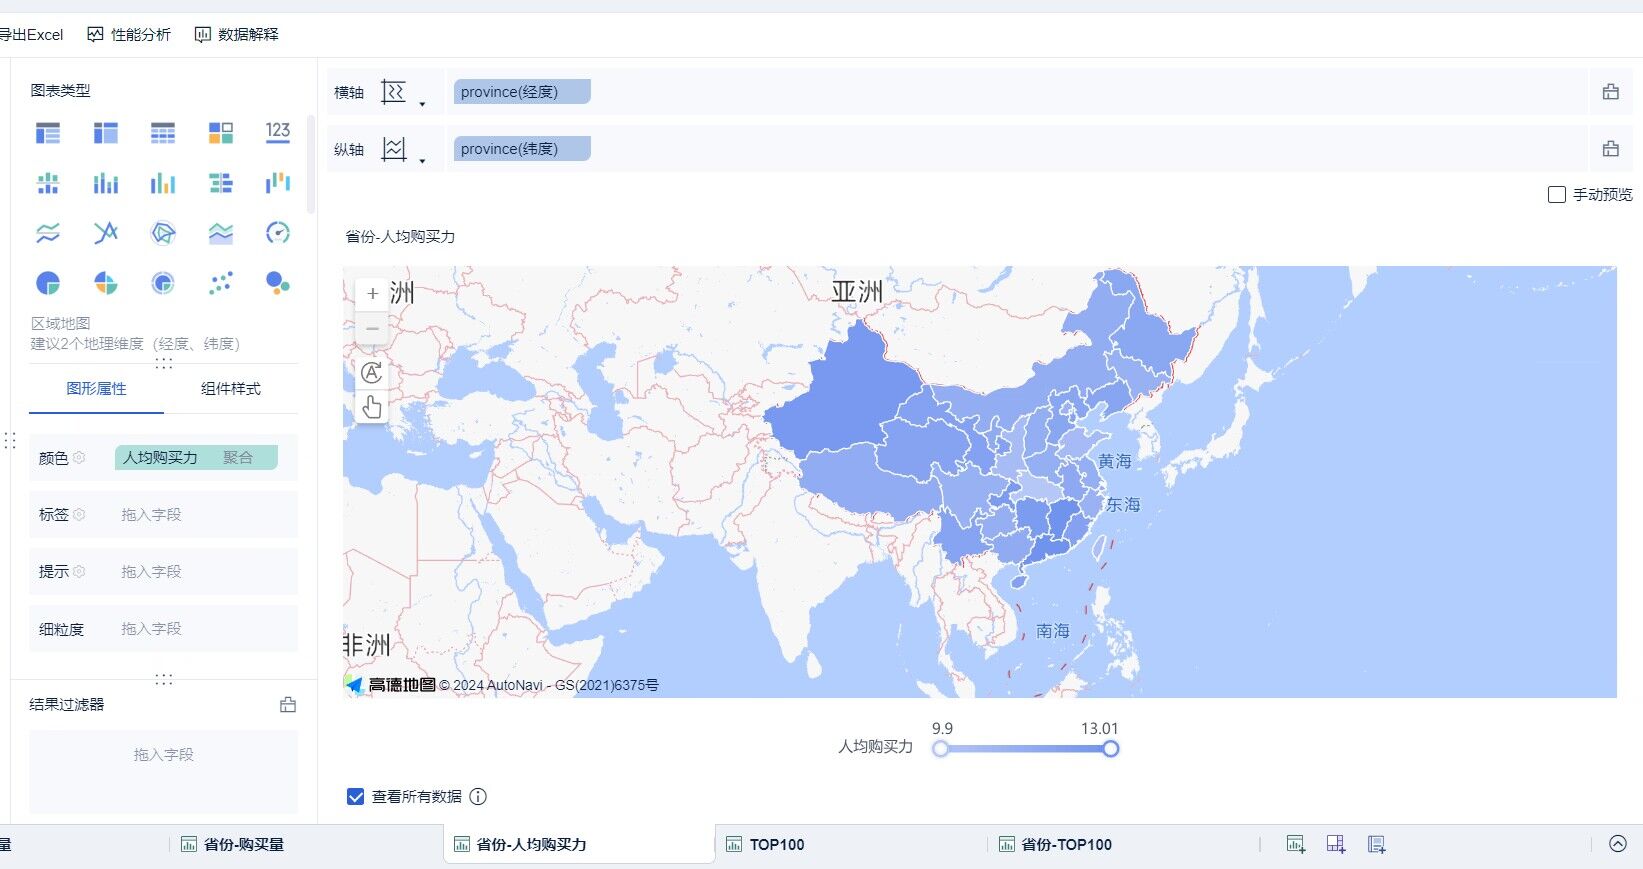 导出Excel 性能分析 数据解释
图表类型
123
区域地图
建议2个地理维度（经度、纬度）
图形属性 组件样式
颜色 人均购买力 聚合
标签 拖入字段
提示 拖入字段
细粒度 拖入字段
结果过滤器
拖入字段
横轴 province(经度)
纵轴 province(纬度)
手动预览
省份-人均购买力
+
−
A
洲
亚洲
黄海
东海
南海
非洲
高德地图 © 2024 AutoNavi - GS(2021)6375号
9.9 13.01
人均购买力
查看所有数据
量 省份-购买量 省份-人均购买力 TOP100 省份-TOP100